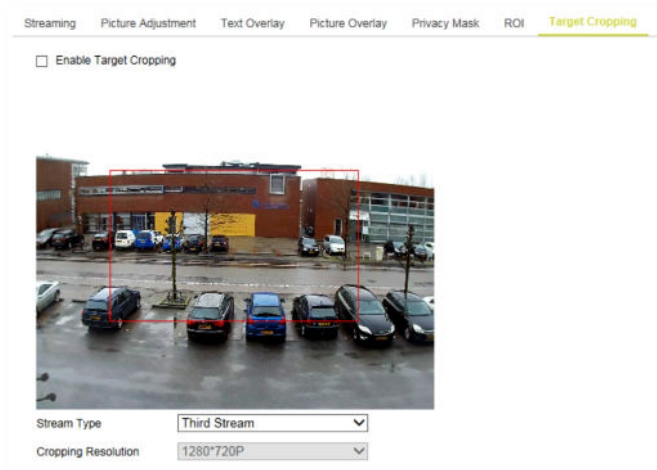 Streaming Picture Adjustment Text Overlay Picture Overlay Privacy Mask ROI Target Cropping
Enable Target Cropping
Stream Type Third Stream
Cropping Resolution 1280*720P